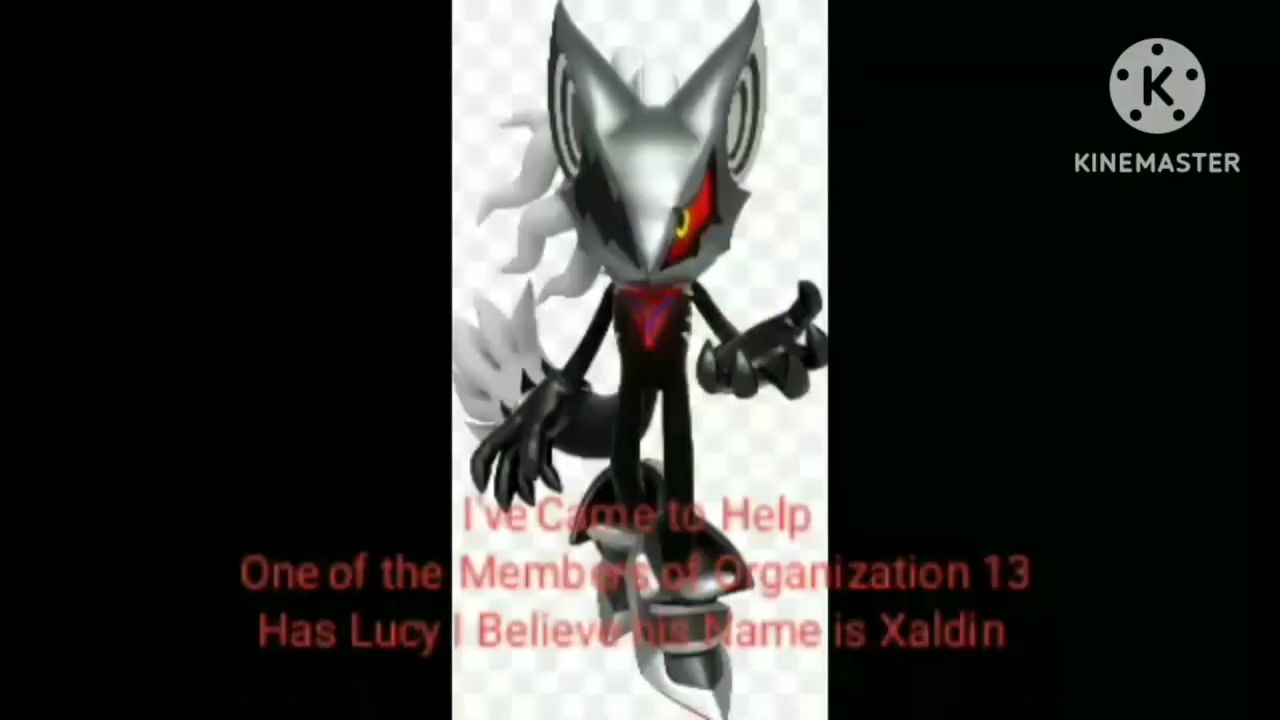 K
KINEMASTER
I've Came to Help
One of the Members of Organization 13
Has Lucy I Believe his Name is Xaldin